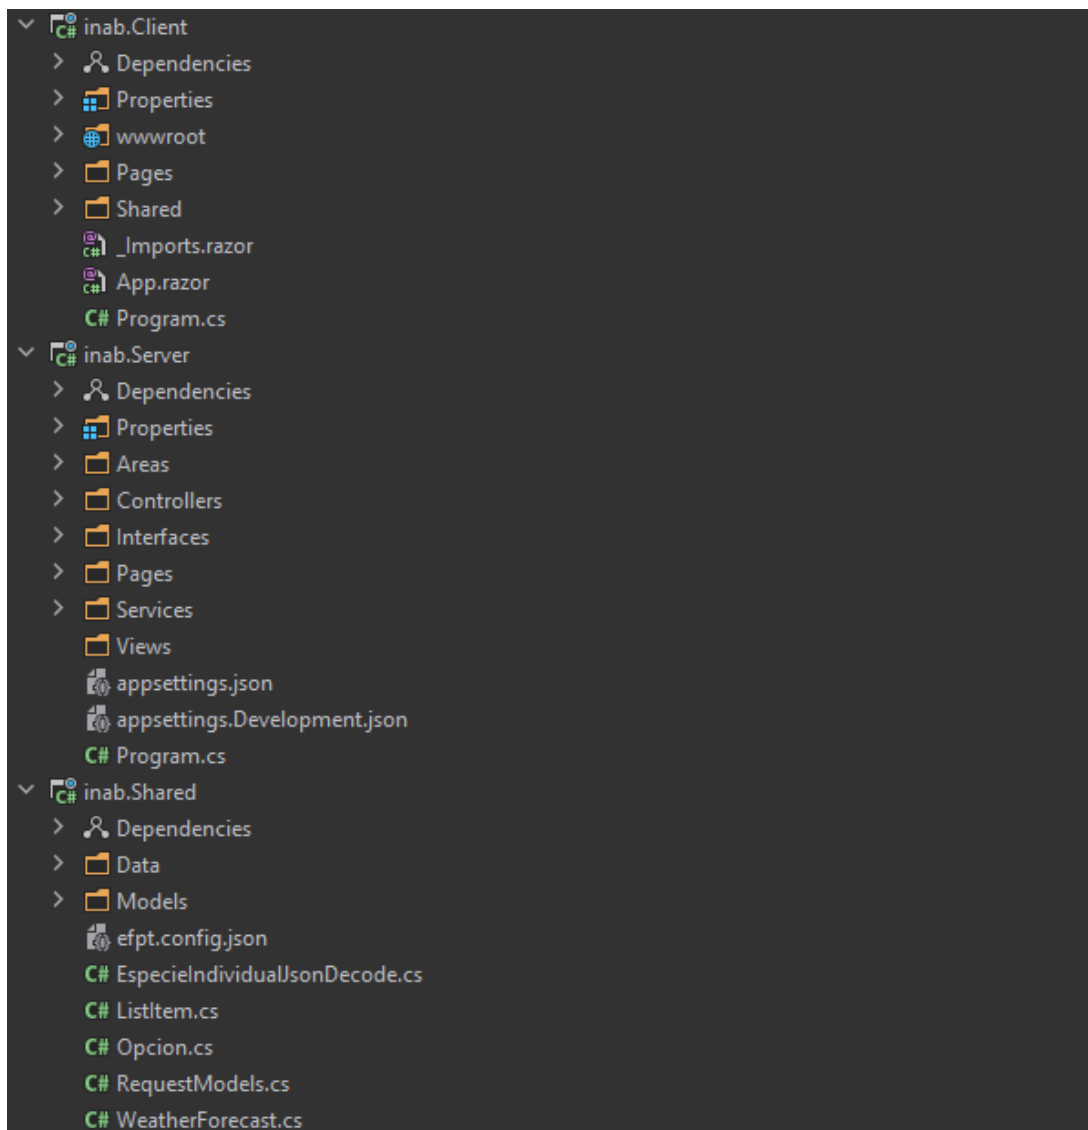 inab.Client
Dependencies
Properties
wwwroot
Pages
Shared
_Imports.razor
App.razor
C# Program.cs
inab.Server
Dependencies
Properties
Areas
Controllers
Interfaces
Pages
Services
Views
appsettings.json
appsettings.Development.json
C# Program.cs
inab.Shared
Dependencies
Data
Models
efpt.config.json
C# EspecieIndividualJsonDecode.cs
C# ListItem.cs
C# Opcion.cs
C# RequestModels.cs
C# WeatherForecast.cs